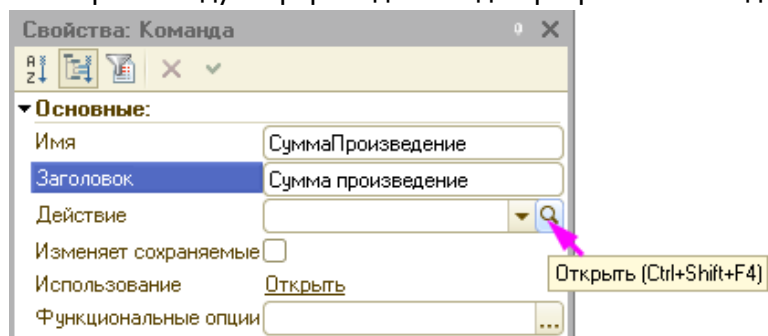 Свойства: Команда
Основные:
Имя СуммаПроизведение
Заголовок Сумма произведение
Действие
Изменяет сохраняемые
Открыть (Ctrl+Shift+F4)
Использование Открыть
Функциональные опции ...